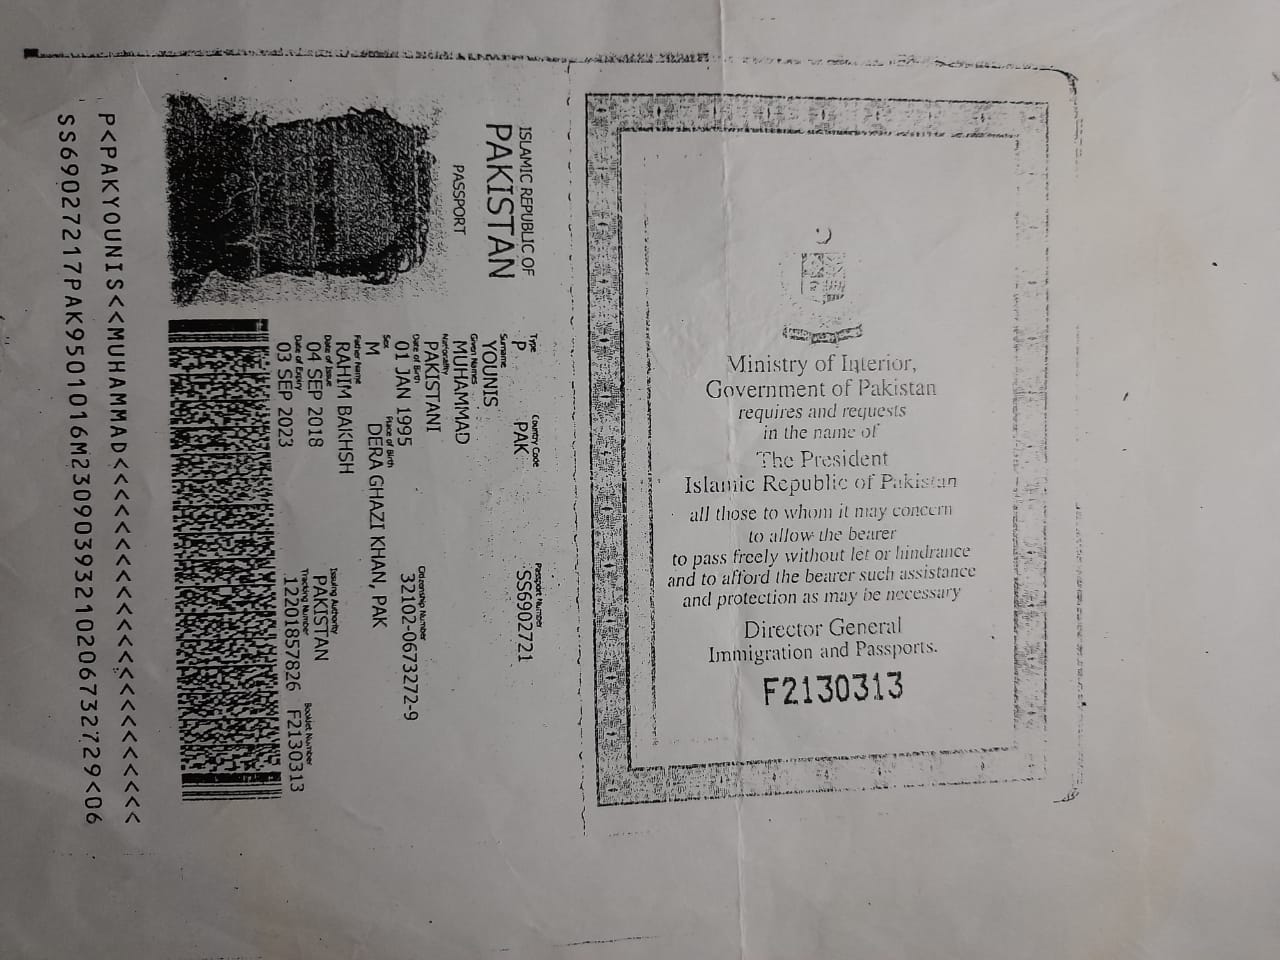 Ministry of Interior,
Government of Pakistan
requires and requests
in the name of
The President
Islamic Republic of Pakistan
all those to whom it may concern
to allow the bearer
to pass freely without let or hindrance
and to afford the bearer such assistance
and protection as may be necessary
Director General
Immigration and Passports.
F2130313
ISLAMIC REPUBLIC OF
PAKISTAN
PASSPORT
Type Country Code Passport Number
P PAK SS6902721
Surname
YOUNIS
Given Names
MUHAMMAD
Nationality
PAKISTANI
Date of Birth Citizenship Number
01 JAN 1995 32102-0673272-9
Sex Place of Birth
M DERA GHAZI KHAN, PAK
Father Name
RAHIM BAKHSH
Date of Issue Issuing Authority
04 SEP 2018 PAKISTAN
Date of Expiry Tracking Number Booklet Number
03 SEP 2023 12201857826 F2130313
P<PAKYOUNIS<<MUHAMMAD<<<<<<<<<<<<<<<<<<<<<<<
SS69027217PAK9501016M23090393210206732729<06